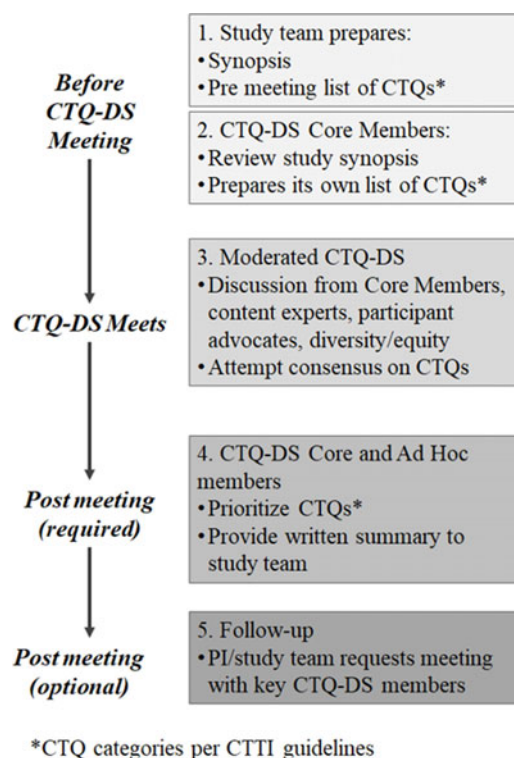 Before
CTQ-DS
Meeting
1. Study team prepares:
•Synopsis
•Pre meeting list of CTQs*
2. CTQ-DS Core Members:
•Review study synopsis
•Prepares its own list of CTQs*
CTQ-DS Meets
3. Moderated CTQ-DS
•Discussion from Core Members,
content experts, participant
advocates, diversity/equity
•Attempt consensus on CTQs
Post meeting
(required)
4. CTQ-DS Core and Ad Hoc
members
•Prioritize CTQs*
•Provide written summary to
study team
Post meeting
(optional)
5. Follow-up
•PI/study team requests meeting
with key CTQ-DS members
*CTQ categories per CTTI guidelines